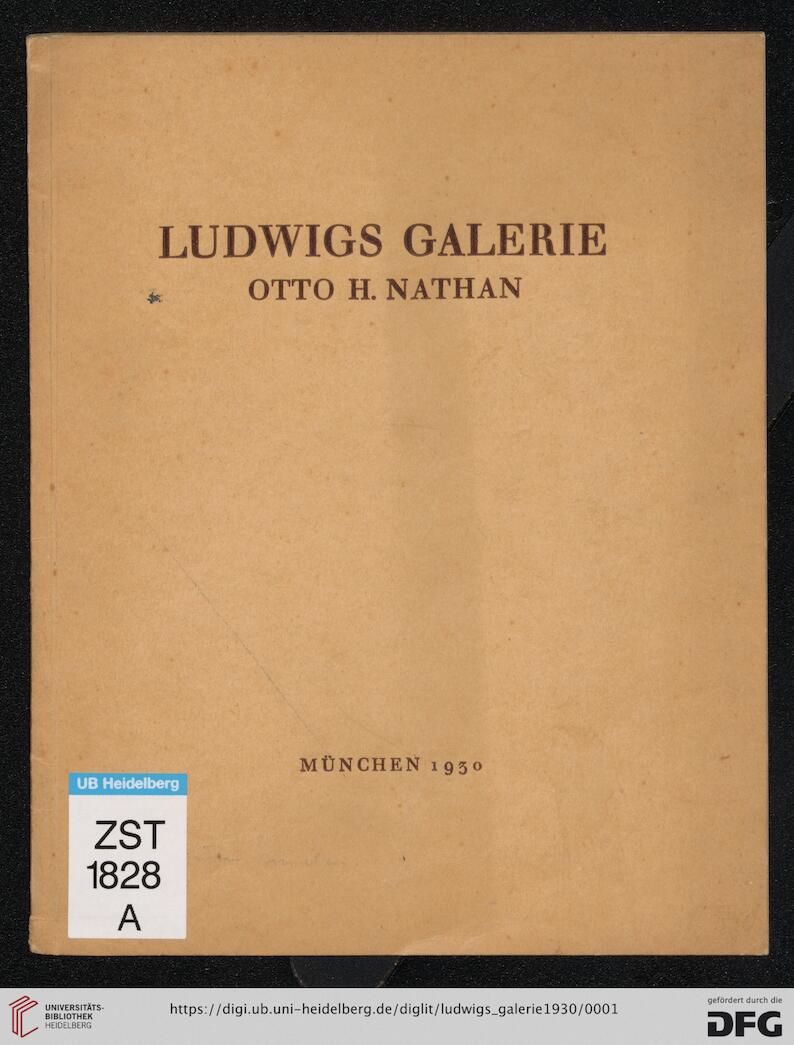 LUDWIGS GALERIE
OTTO H. NATHAN
MÜNCHEN 1930
UB Heidelberg
ZST
1828
A
UNIVERSITÄTS-
BIBLIOTHEK
HEIDELBERG
https://digi.ub.uni-heidelberg.de/diglit/ludwigs_galerie1930/0001
gefördert durch die
DFG